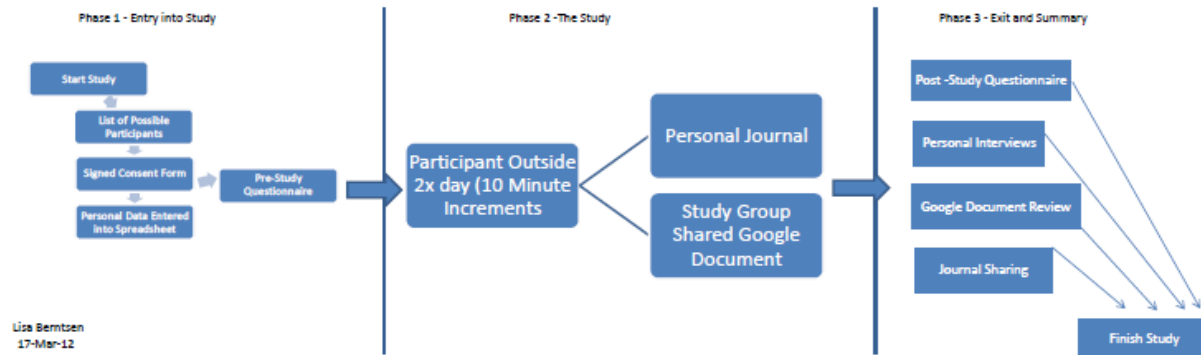 Phase 1 - Entry into Study
Start Study
List of Possible
Participants
Signed Consent Form
Pre-Study
Questionnaire
Personal Data Entered
into Spreadsheet
Lisa Berntsen
17-Mar-12
Phase 2 -The Study
Participant Outside
2x day (10 Minute
Increments
Personal Journal
Study Group
Shared Google
Document
Phase 3 - Exit and Summary
Post -Study Questionnaire
Personal Interviews
Google Document Review
Journal Sharing
Finish Study